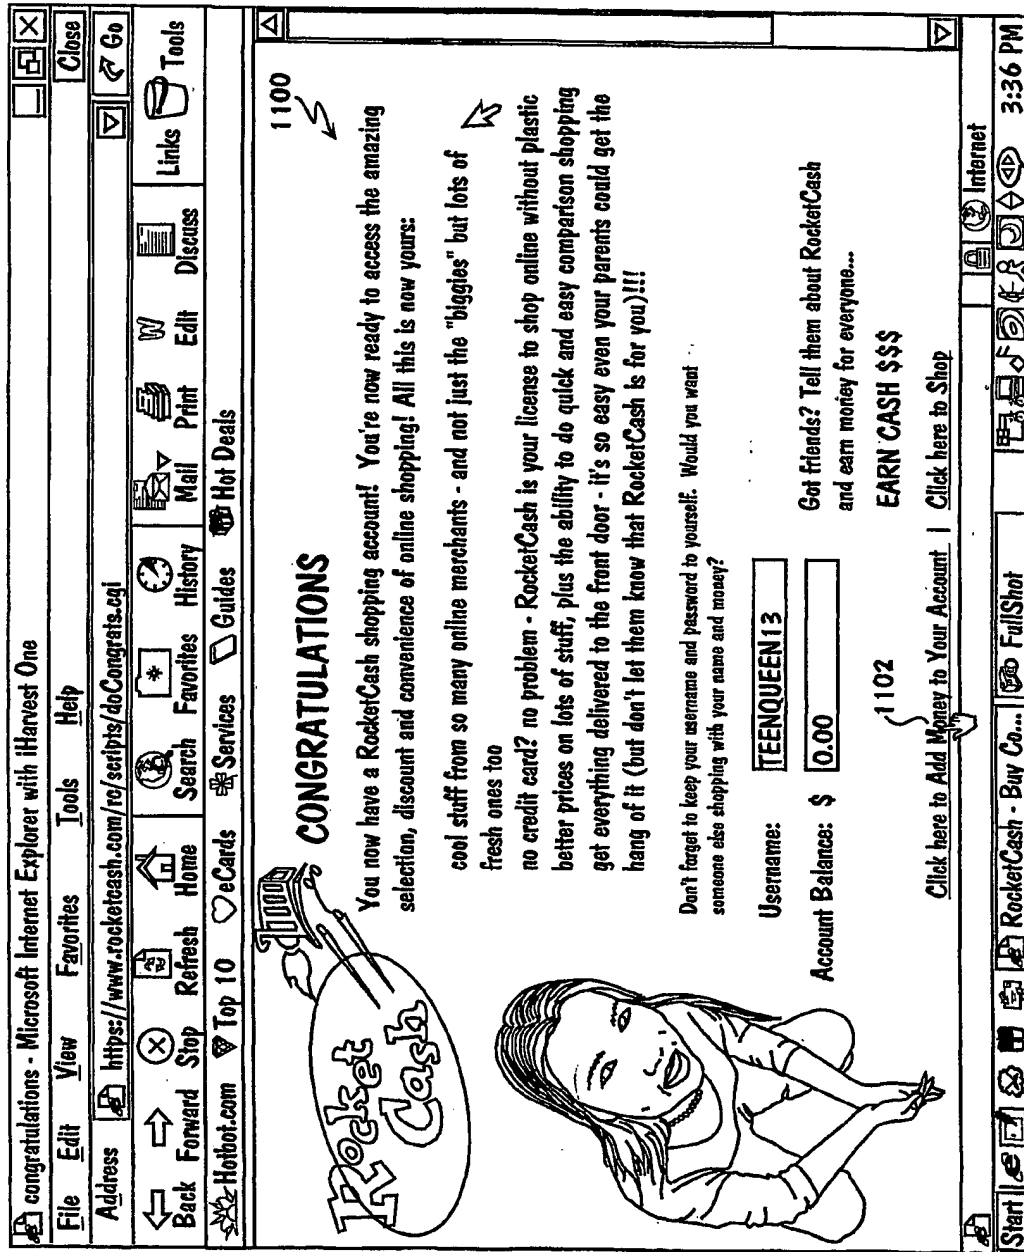 congratulations - Microsoft Internet Explorer with iHarvest One
File Edit View Favorites Tools Help Close
Address https://www.rocketcash.com/rc/scripts/doCongrats.cgi Go
Back Forward Stop Refresh Home Search Favorites History Mail Print Edit Discuss Links Tools
Hotbot.com Top 10 eCards Services Guides Hot Deals
1100
Rocket
Cash
CONGRATULATIONS
You now have a RocketCash shopping account! You're now ready to access the amazing
selection, discount and convenience of online shopping! All this is now yours:
cool stuff from so many online merchants - and not just the "biggies" but lots of
fresh ones too
no credit card? no problem - RocketCash is your license to shop online without plastic
better prices on lots of stuff, plus the ability to do quick and easy comparison shopping
get everything delivered to the front door - it's so easy even your parents could get the
hang of it (but don't let them know that RocketCash is for you)!!!
Don't forget to keep your username and password to yourself. Would you want
someone else shopping with your name and money?
Username: TEENQUEEN13
Account Balance: $ 0.00
Got friends? Tell them about RocketCash
and earn money for everyone...
EARN CASH $$$
1102
Click here to Add Money to Your Account | Click here to Shop
Internet
Start RocketCash - Buy Co... FullShot 3:36 PM